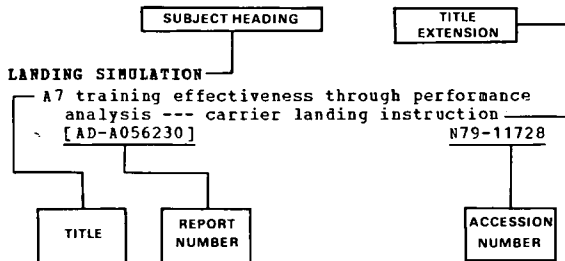 SUBJECT HEADING
TITLE
EXTENSION
LANDING SIMULATION
A7 training effectiveness through performance
analysis --- carrier landing instruction
[AD-A056230] N79-11728
TITLE
REPORT
NUMBER
ACCESSION
NUMBER